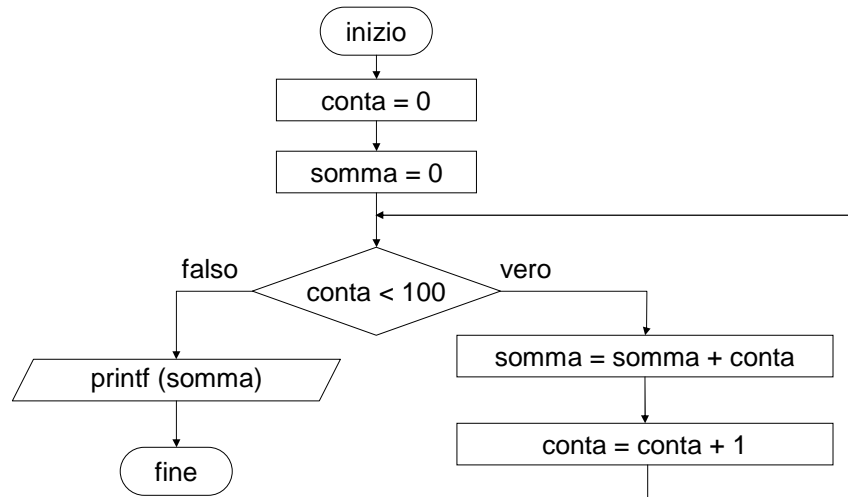 inizio
conta = 0
somma = 0
falso
vero
conta < 100
somma = somma + conta
printf (somma)
conta = conta + 1
fine